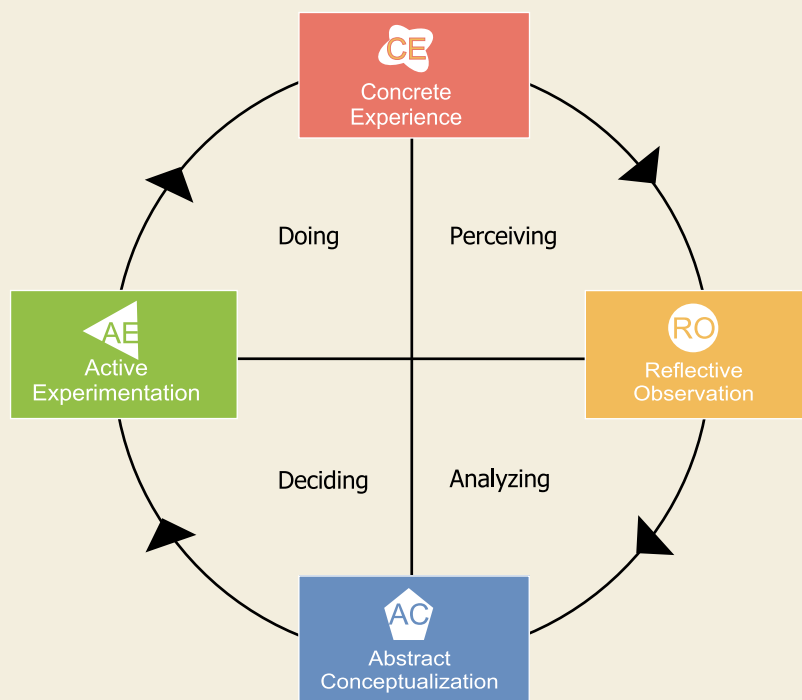 CE
Concrete
Experience
Doing
Perceiving
AE
Active
Experimentation
RO
Reflective
Observation
Deciding
Analyzing
AC
Abstract
Conceptualization